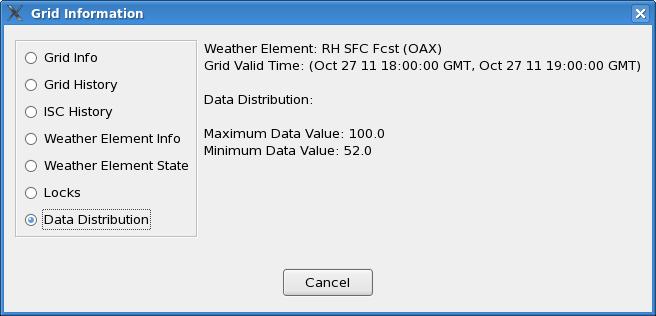 Grid Information
Grid Info
Grid History
ISC History
Weather Element Info
Weather Element State
Locks
Data Distribution
Weather Element: RH SFC Fcst (OAX)
Grid Valid Time: (Oct 27 11 18:00:00 GMT, Oct 27 11 19:00:00 GMT)
Data Distribution:
Maximum Data Value: 100.0
Minimum Data Value: 52.0
Cancel